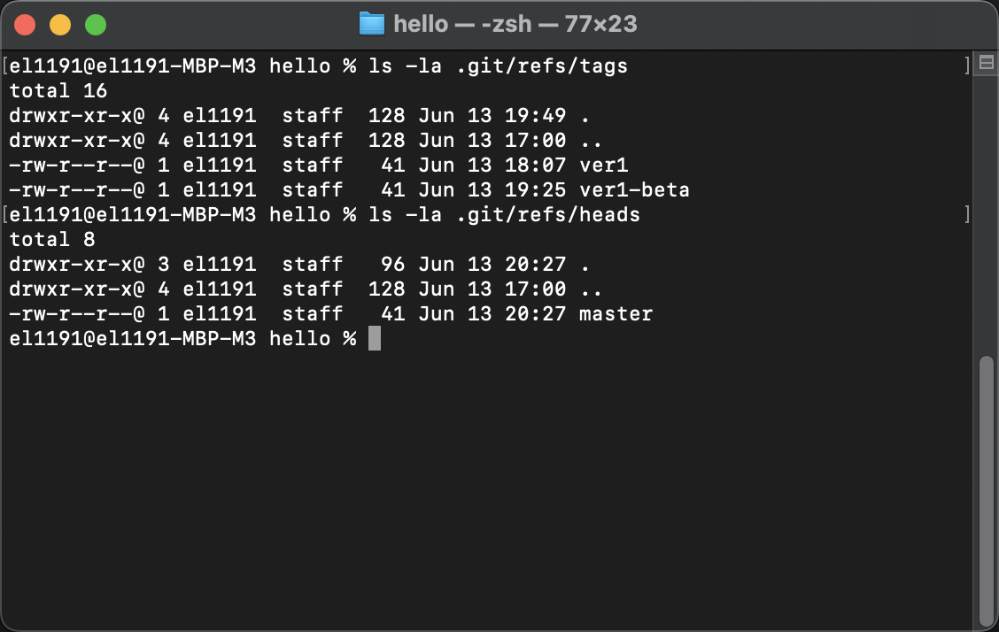 hello — -zsh — 77×23
[el1191@el1191-MBP-M3 hello % ls -la .git/refs/tags ]
total 16
drwxr-xr-x@ 4 el1191  staff  128 Jun 13 19:49 .
drwxr-xr-x@ 4 el1191  staff  128 Jun 13 17:00 ..
-rw-r--r--@ 1 el1191  staff   41 Jun 13 18:07 ver1
-rw-r--r--@ 1 el1191  staff   41 Jun 13 19:25 ver1-beta
[el1191@el1191-MBP-M3 hello % ls -la .git/refs/heads ]
total 8
drwxr-xr-x@ 3 el1191  staff   96 Jun 13 20:27 .
drwxr-xr-x@ 4 el1191  staff  128 Jun 13 17:00 ..
-rw-r--r--@ 1 el1191  staff   41 Jun 13 20:27 master
el1191@el1191-MBP-M3 hello %